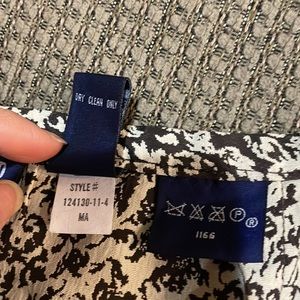 DRY CLEAN ONLY
STYLE #
124130-11-4
MA
P ®
1166